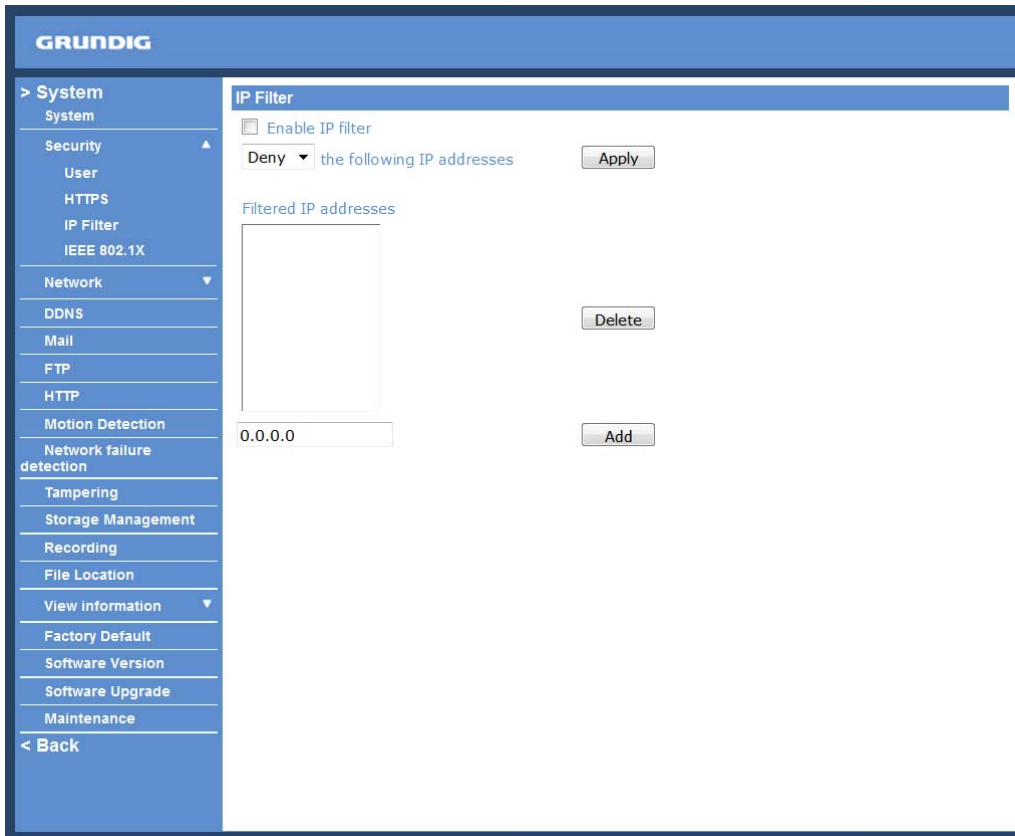 GRUNDIG
> System
System
Security
User
HTTPS
IP Filter
IEEE 802.1X
Network
DDNS
Mail
FTP
HTTP
Motion Detection
Network failure
detection
Tampering
Storage Management
Recording
File Location
View information
Factory Default
Software Version
Software Upgrade
Maintenance
< Back
IP Filter
Enable IP filter
Deny the following IP addresses Apply
Filtered IP addresses
Delete
0.0.0.0 Add